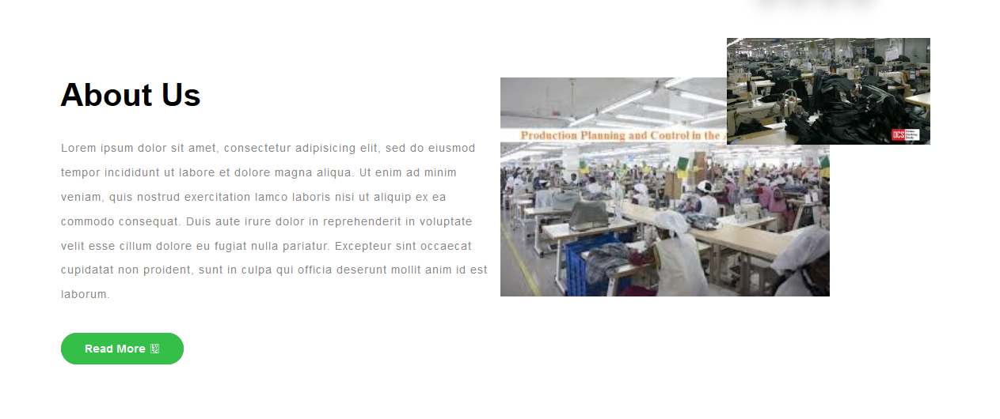 About Us
Lorem ipsum dolor sit amet, consectetur adipisicing elit, sed do eiusmod
tempor incididunt ut labore et dolore magna aliqua. Ut enim ad minim
veniam, quis nostrud exercitation lamco laboris nisi ut aliquip ex ea
commodo consequat. Duis aute irure dolor in reprehenderit in voluptate
velit esse cillum dolore eu fugiat nulla pariatur. Excepteur sint occaecat
cupidatat non proident, sunt in culpa qui officia deserunt mollit anim id est
laborum.
Read More
Production Planning and Control in the
OCS